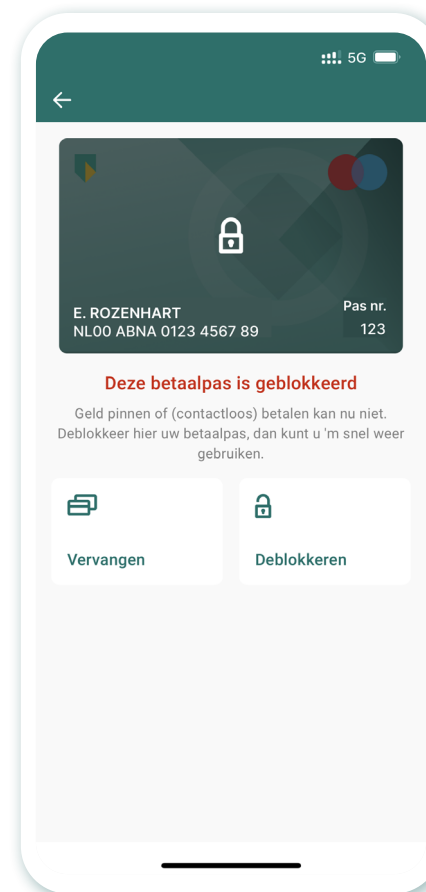 5G
E. ROZENHART
NL00 ABNA 0123 4567 89
Pas nr.
123
Deze betaalpas is geblokkeerd
Geld pinnen of (contactloos) betalen kan nu niet.
Deblokkeer hier uw betaalpas, dan kunt u 'm snel weer
gebruiken.
Vervangen
Deblokkeren